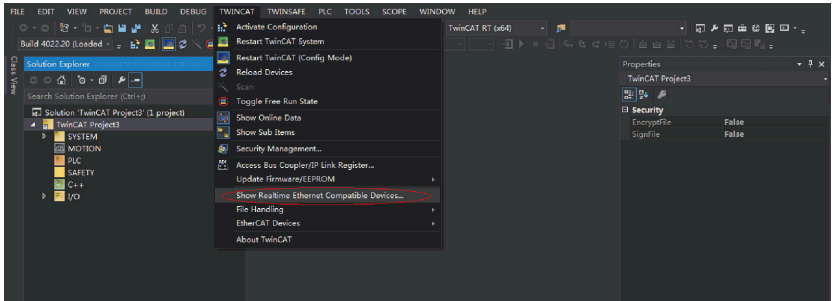 FILE EDIT VIEW PROJECT BUILD DEBUG TWINCAT TWINSAFE PLC TOOLS SCOPE WINDOW HELP
Activate Configuration
TwinCAT RT (x64)
Build 4022.20 (Loaded
Restart TwinCAT System
Class View
Solution Explorer
Restart TwinCAT (Config Mode)
Properties
Reload Devices
TwinCAT Project3
Scan
Search Solution Explorer (Ctrl+;)
Toggle Free Run State
Solution 'TwinCAT Project3' (1 project)
Security
TwinCAT Project3
Show Online Data
EncryptFile False
SYSTEM
Show Sub Items
SignFile False
MOTION
Security Management...
PLC
Access Bus Coupler/IP Link Register...
SAFETY
Update Firmware/EEPROM
C++
I/O
Show Realtime Ethernet Compatible Devices...
File Handling
EtherCAT Devices
About TwinCAT